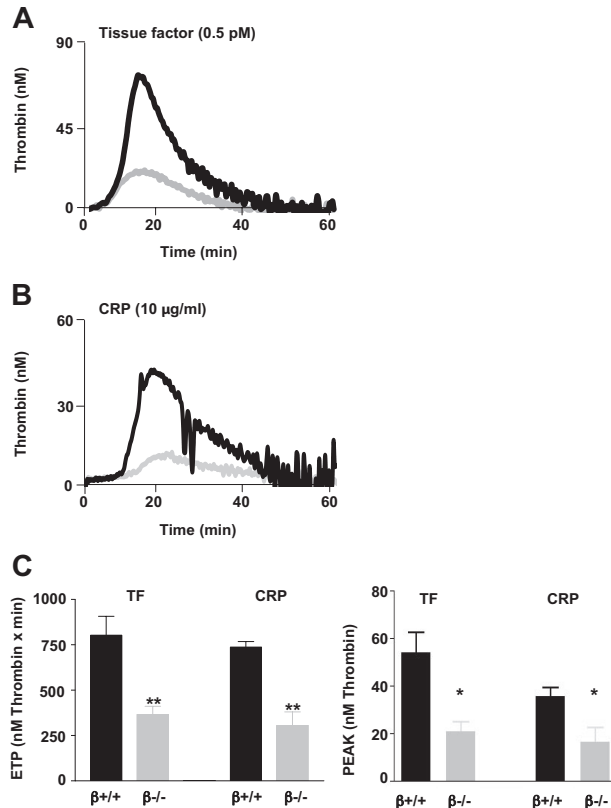 A
Tissue factor (0.5 pM)
90
45
0
Thrombin (nM)
0 20 40 60
Time (min)
B
CRP (10 µg/ml)
60
30
0
Thrombin (nM)
0 20 40 60
Time (min)
C
TF CRP
1000
750
500
250
0
ETP (nM Thrombin x min)
** **
β+/+ β-/- β+/+ β-/-
TF CRP
80
60
40
20
0
PEAK (nM Thrombin)
* *
β+/+ β-/- β+/+ β-/-